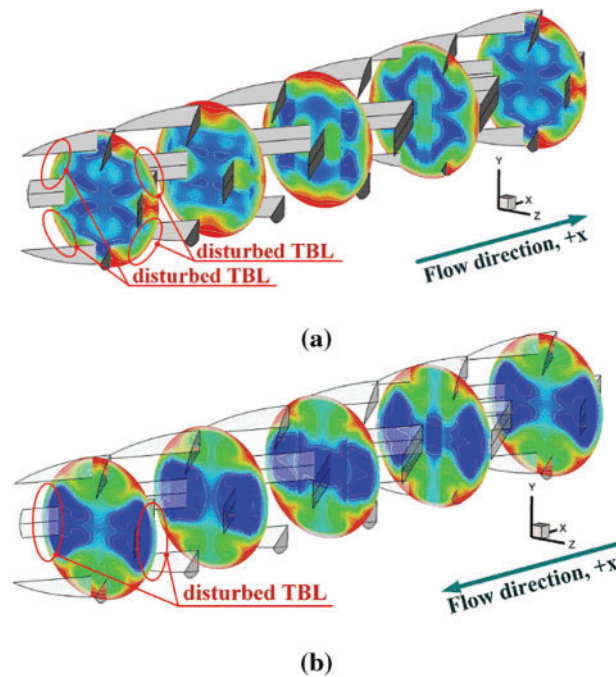 Y
X
Z
disturbed TBL
disturbed TBL
Flow direction, +x
(a)
Y
X
Z
disturbed TBL
Flow direction, +x
(b)